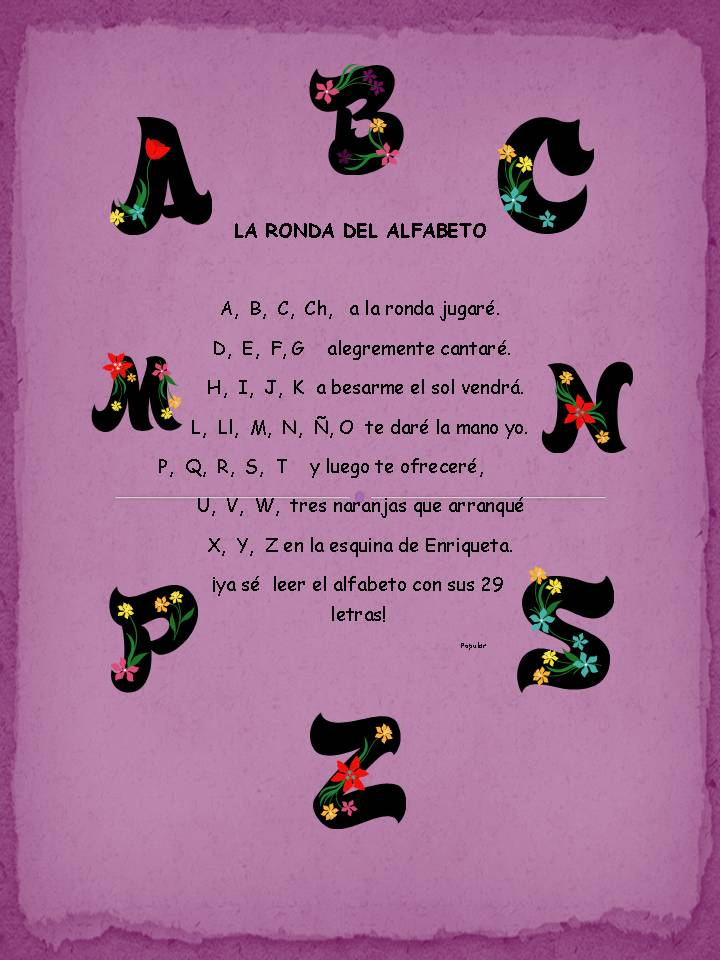 B
A C
LA RONDA DEL ALFABETO
A, B, C, Ch, a la ronda jugaré.
D, E, F, G alegremente cantaré.
M N
H, I, J, K a besarme el sol vendrá.
L, Ll, M, N, Ñ, O te daré la mano yo.
P, Q, R, S, T y luego te ofreceré,
U, V, W, tres naranjas que arranqué
X, Y, Z en la esquina de Enriqueta.
¡ya sé leer el alfabeto con sus 29
letras!
P S
Popular
Z